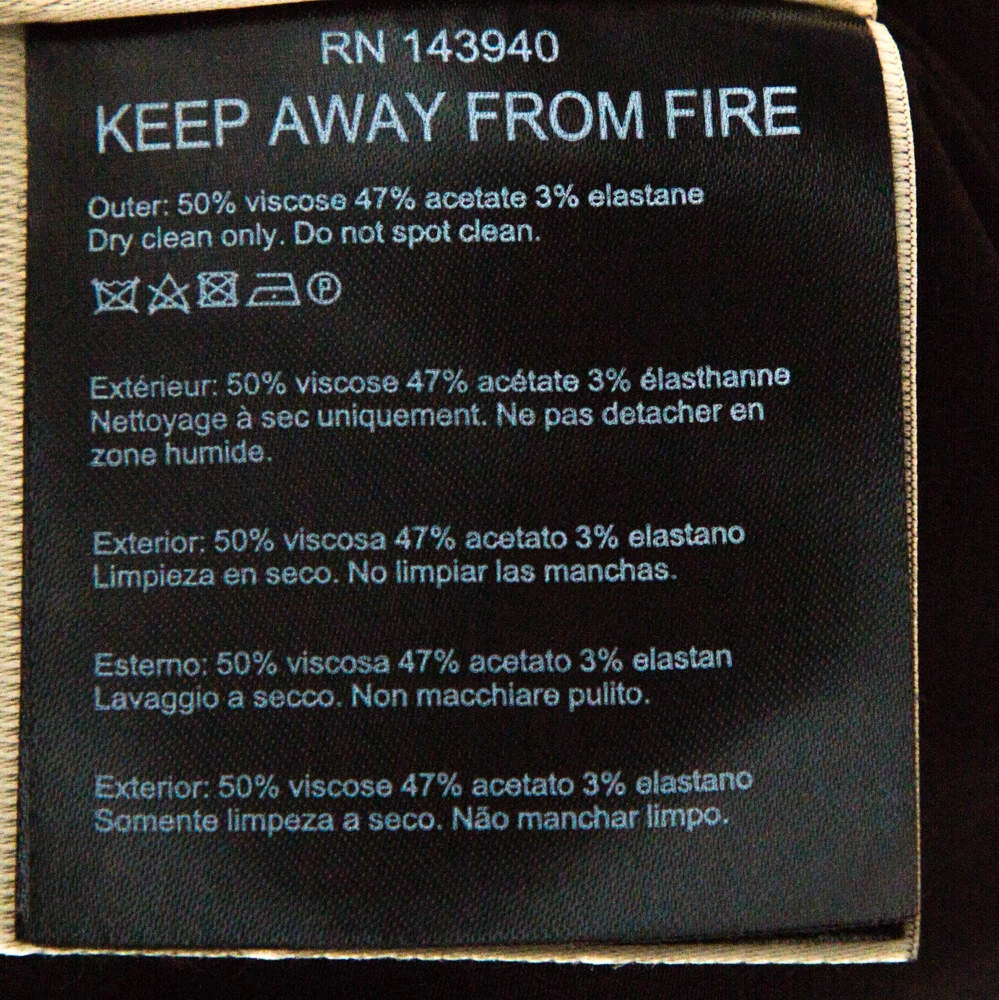 RN 143940
KEEP AWAY FROM FIRE
Outer: 50% viscose 47% acetate 3% elastane
Dry clean only. Do not spot clean.
P
Extérieur: 50% viscose 47% acétate 3% élasthanne
Nettoyage à sec uniquement. Ne pas detacher en
zone humide.
Exterior: 50% viscosa 47% acetato 3% elastano
Limpieza en seco. No limpiar las manchas.
Esterno: 50% viscosa 47% acetato 3% elastan
Lavaggio a secco. Non macchiare pulito.
Exterior: 50% viscose 47% acetato 3% elastano
Somente limpeza a seco. Não manchar limpo.